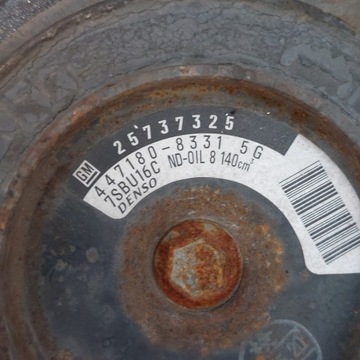 GM 25737325
447180-8331 5G
7SBU16C ND-OIL 8 140cm³
DENSO